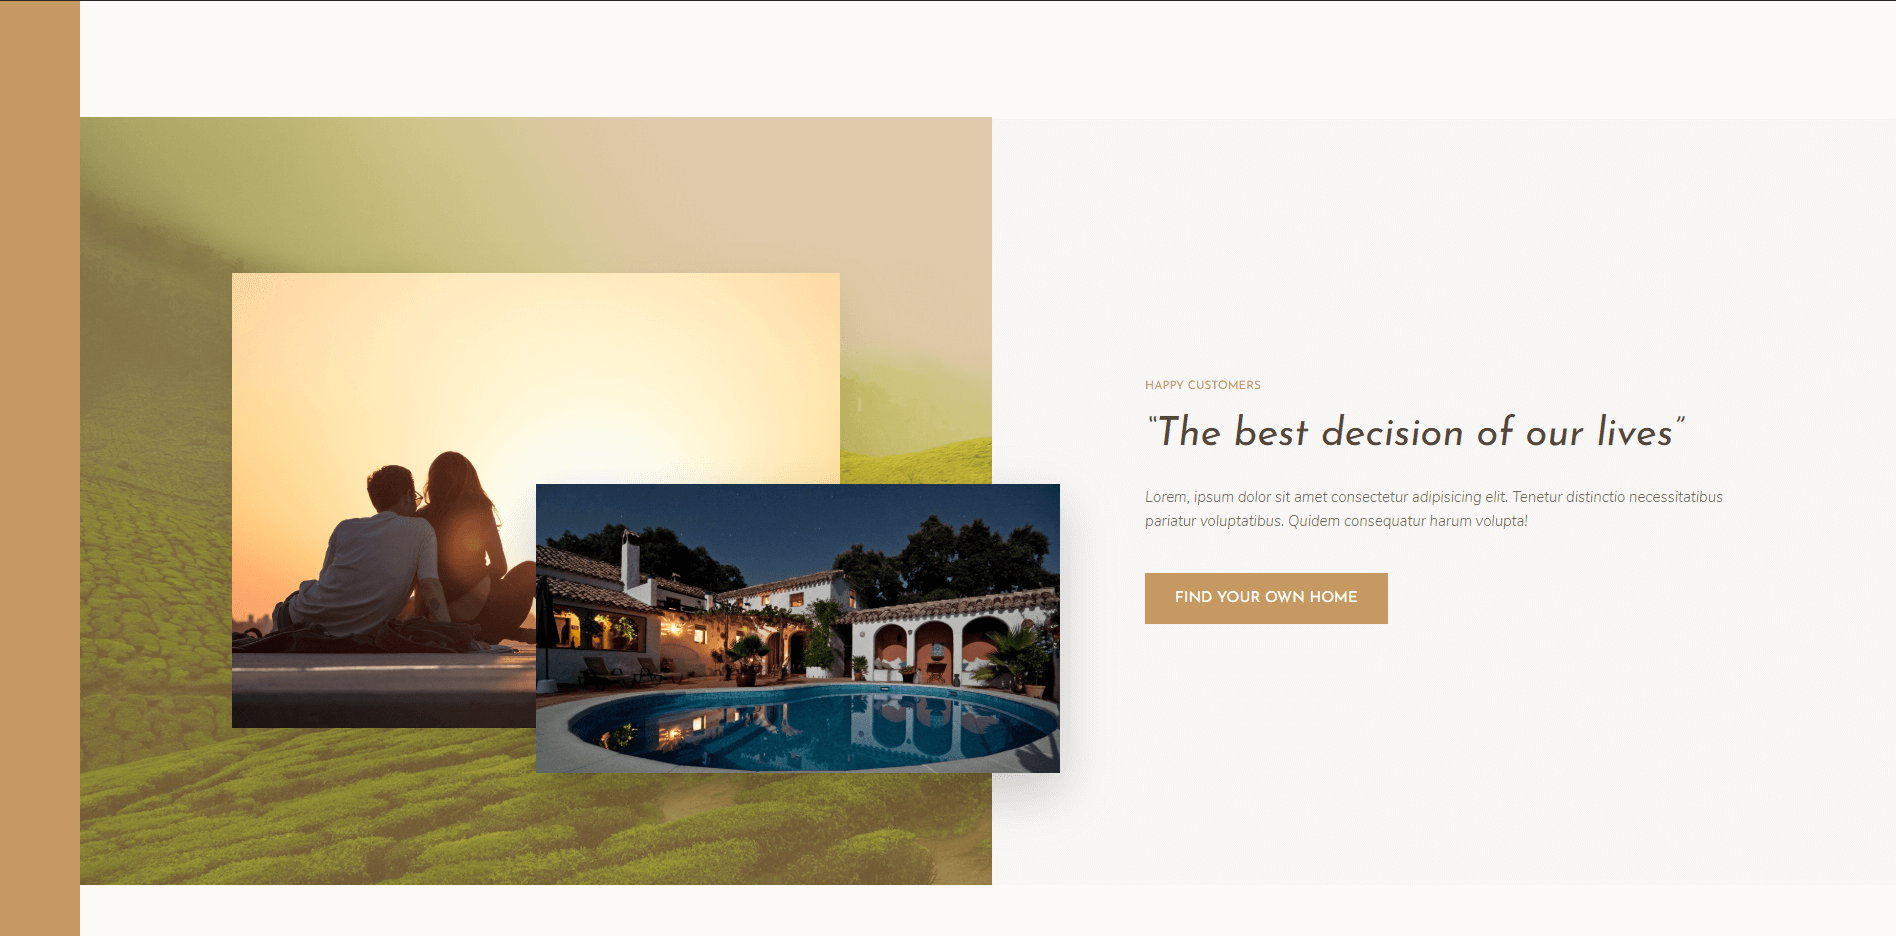 HAPPY CUSTOMERS
“The best decision of our lives”
Lorem, ipsum dolor sit amet consectetur adipisicing elit. Tenetur distinctio necessitatibus
pariatur voluptatibus. Quidem consequatur harum volupta!
FIND YOUR OWN HOME